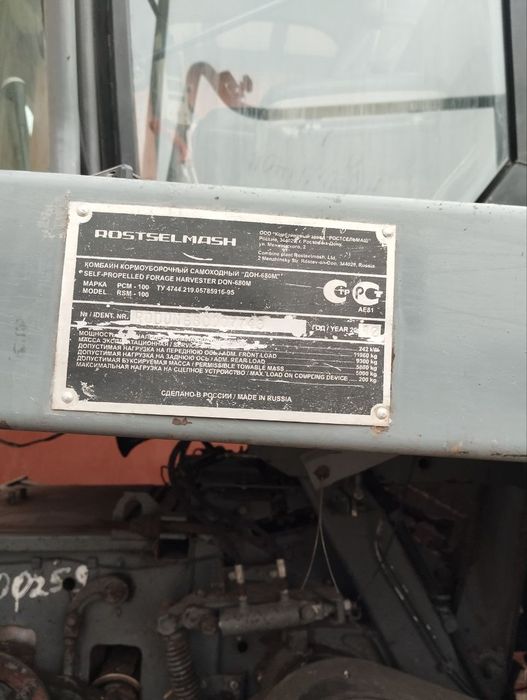 ROSTSELMASH
ООО "Комбайновый завод "РОСТСЕЛЬМАШ"
Россия, 344029, г. Ростов-на-Дону,
ул. Менжинского, 2
Combine plant Rostselmash, Ltd.
2 Menzhinsky Str, Rostov-on-Don, 344029, Russia
КОМБАЙН КОРМОУБОРОЧНЫЙ САМОХОДНЫЙ "ДОН-680М"
SELF-PROPELLED FORAGE HARVESTER DON-680M
МАРКА РСМ - 100 ТУ 4744.219.05785916-95
MODEL RSM - 100
АЕ81
№ / IDENT. NR.
ГОД / YEAR 20
МОЩНОСТЬ 242 kW
МАССА ЭКСПЛУАТАЦИОННАЯ / kg
ДОПУСТИМАЯ НАГРУЗКА НА ПЕРЕДНЮЮ ОСЬ / ADM. FRONT-LOAD kg
ДОПУСТИМАЯ НАГРУЗКА НА ЗАДНЮЮ ОСЬ / ADM. REAR-LOAD kg
ДОПУСТИМАЯ БУКСИРУЕМАЯ МАССА / PERMISSIBLE TOWABLE MASS kg
МАКСИМАЛЬНАЯ НАГРУЗКА НА СЦЕПНОЕ УСТРОЙСТВО / MAX. LOAD ON COUPLING DEVICE 200 kg
СДЕЛАНО В РОССИИ / MADE IN RUSSIA